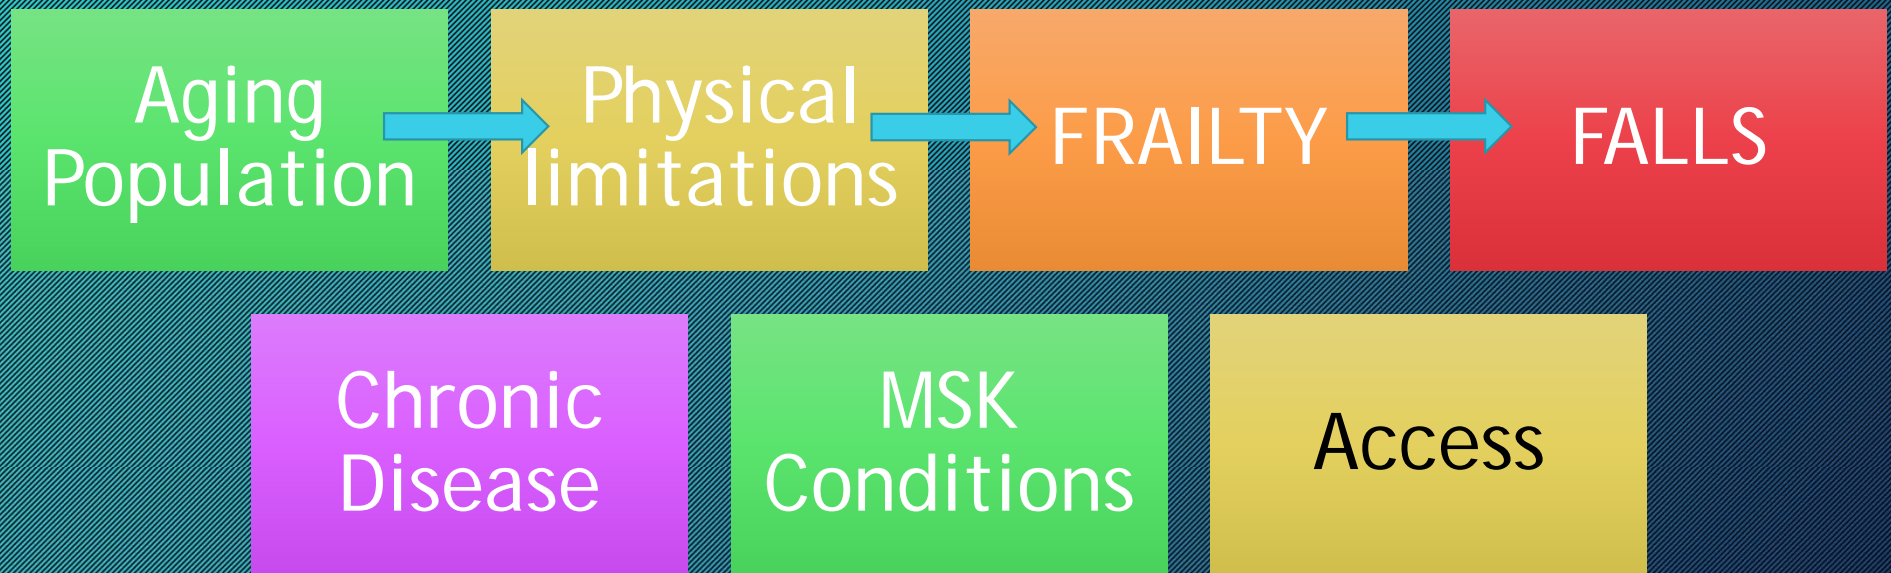 Aging
Population
Physical
limitations
FRAILTY
FALLS
Chronic
Disease
MSK
Conditions
Access